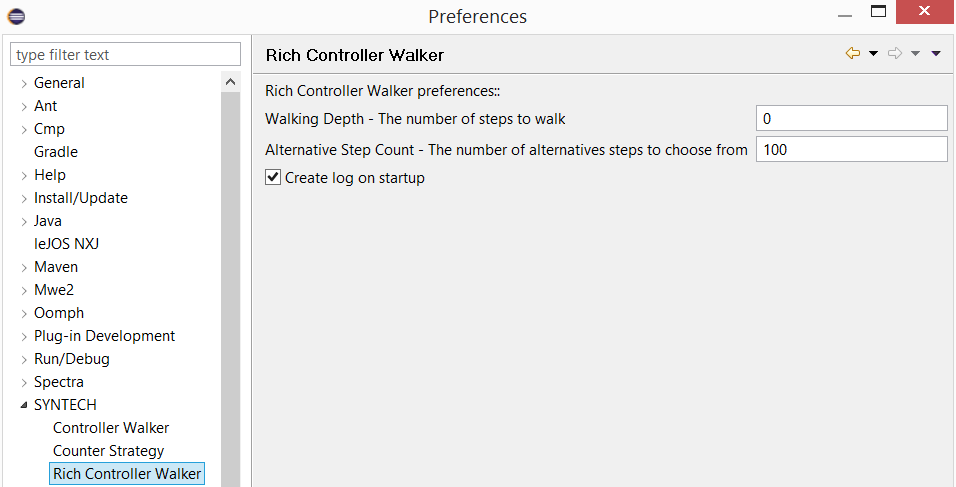 Preferences
type filter text
General
Ant
Cmp
Gradle
Help
Install/Update
Java
leJOS NXJ
Maven
Mwe2
Oomph
Plug-in Development
Run/Debug
Spectra
SYNTECH
Controller Walker
Counter Strategy
Rich Controller Walker
Rich Controller Walker
Rich Controller Walker preferences::
Walking Depth - The number of steps to walk 0
Alternative Step Count - The number of alternatives steps to choose from 100
Create log on startup